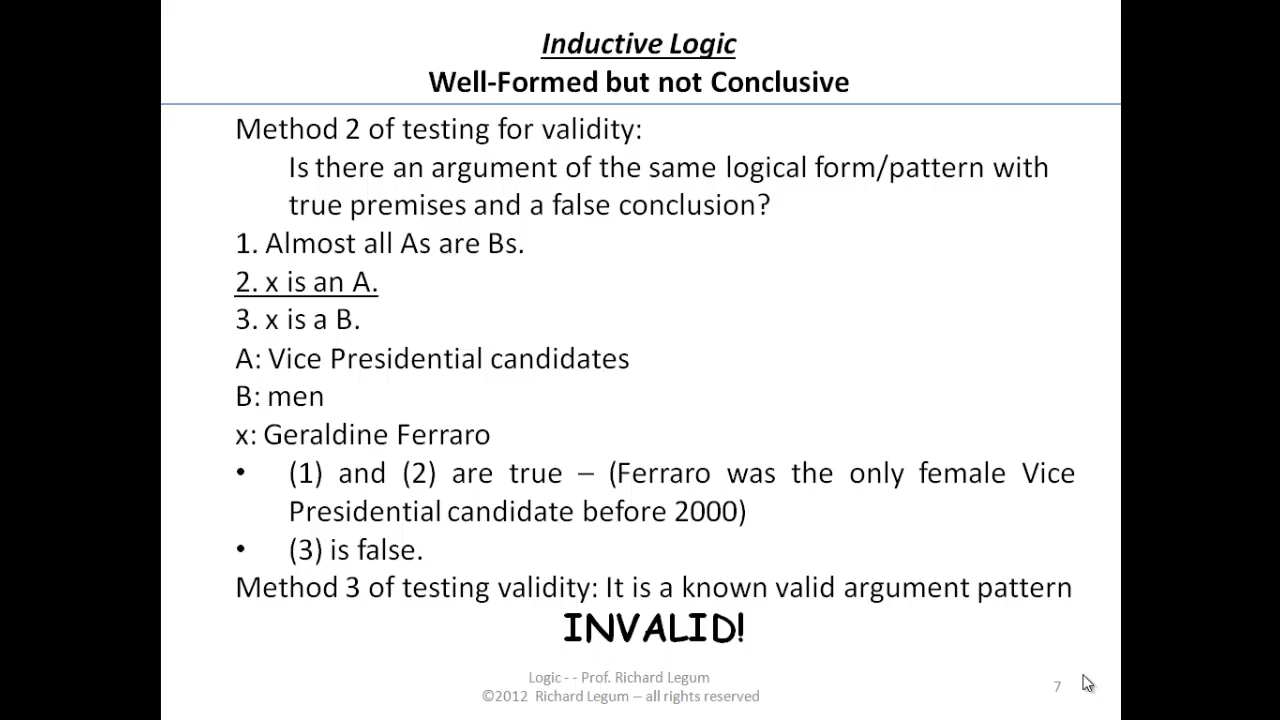 Inductive Logic
Well-Formed but not Conclusive
Method 2 of testing for validity:
Is there an argument of the same logical form/pattern with
true premises and a false conclusion?
1. Almost all As are Bs.
2. x is an A.
3. x is a B.
A: Vice Presidential candidates
B: men
x: Geraldine Ferraro
• (1) and (2) are true – (Ferraro was the only female Vice
Presidential candidate before 2000)
• (3) is false.
Method 3 of testing validity: It is a known valid argument pattern
INVALID!
Logic - - Prof. Richard Legum
©2012 Richard Legum – all rights reserved
7